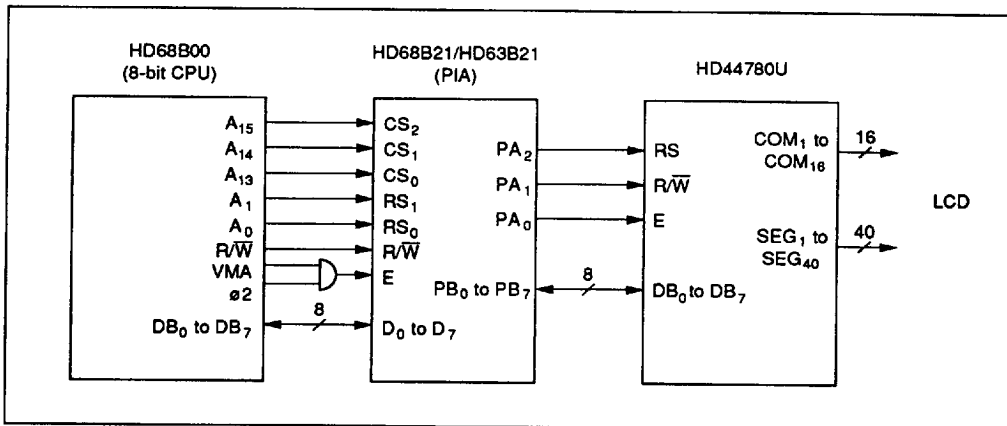 HD68B00
(8-bit CPU)
A15
A14
A13
A1
A0
R/W̅
VMA
ø2
DB0 to DB7
8
HD68B21/HD63B21
(PIA)
CS2
CS1
CS0
RS1
RS0
R/W̅
E
D0 to D7
PA2
PA1
PA0
PB0 to PB7
8
HD44780U
RS
R/W̅
E
DB0 to DB7
COM1 to
COM16
16
SEG1 to
SEG40
40
LCD